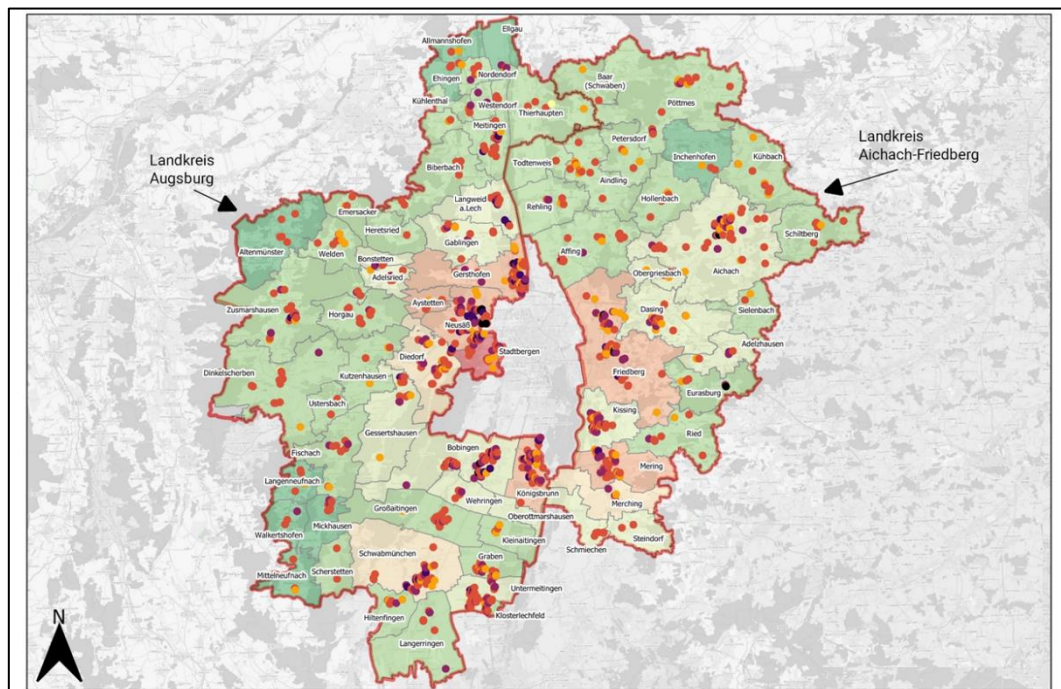 Ellgau
Allmannshofen
Ehingen
Nordendorf
Baar
(Schwaben)
Pöttmes
Kühlenthal
Westendorf
Thierhaupten
Meitingen
Petersdorf
Inchenhofen
Kühbach
Landkreis
Augsburg
Landkreis
Aichach-Friedberg
Biberbach
Todtenweis
Aindling
Rehling
Hollenbach
Langweid
a.Lech
Emersacker
Heretsried
Schiltberg
Altenmünster
Welden
Gablingen
Affing
Aichach
Bonstetten
Adelsried
Gersthofen
Obergriesbach
Zusmarshausen
Horgau
Aystetten
Dasing
Sielenbach
Neusäß
Adelzhausen
Stadtbergen
Diedorf
Dinkelscherben
Kutzenhausen
Friedberg
Eurasburg
Ustersbach
Kissing
Gessertshausen
Ried
Fischach
Bobingen
Mering
Langenneufnach
Wehringen
Königsbrunn
Merching
Großaitingen
Oberottmarshausen
Walkertshofen
Mickhausen
Kleinaitingen
Steindorf
Schmiechen
Schwabmünchen
Graben
Mittelneufnach
Scherstetten
Untermeitingen
Hiltenfingen
Klosterlechfeld
Langerringen
N